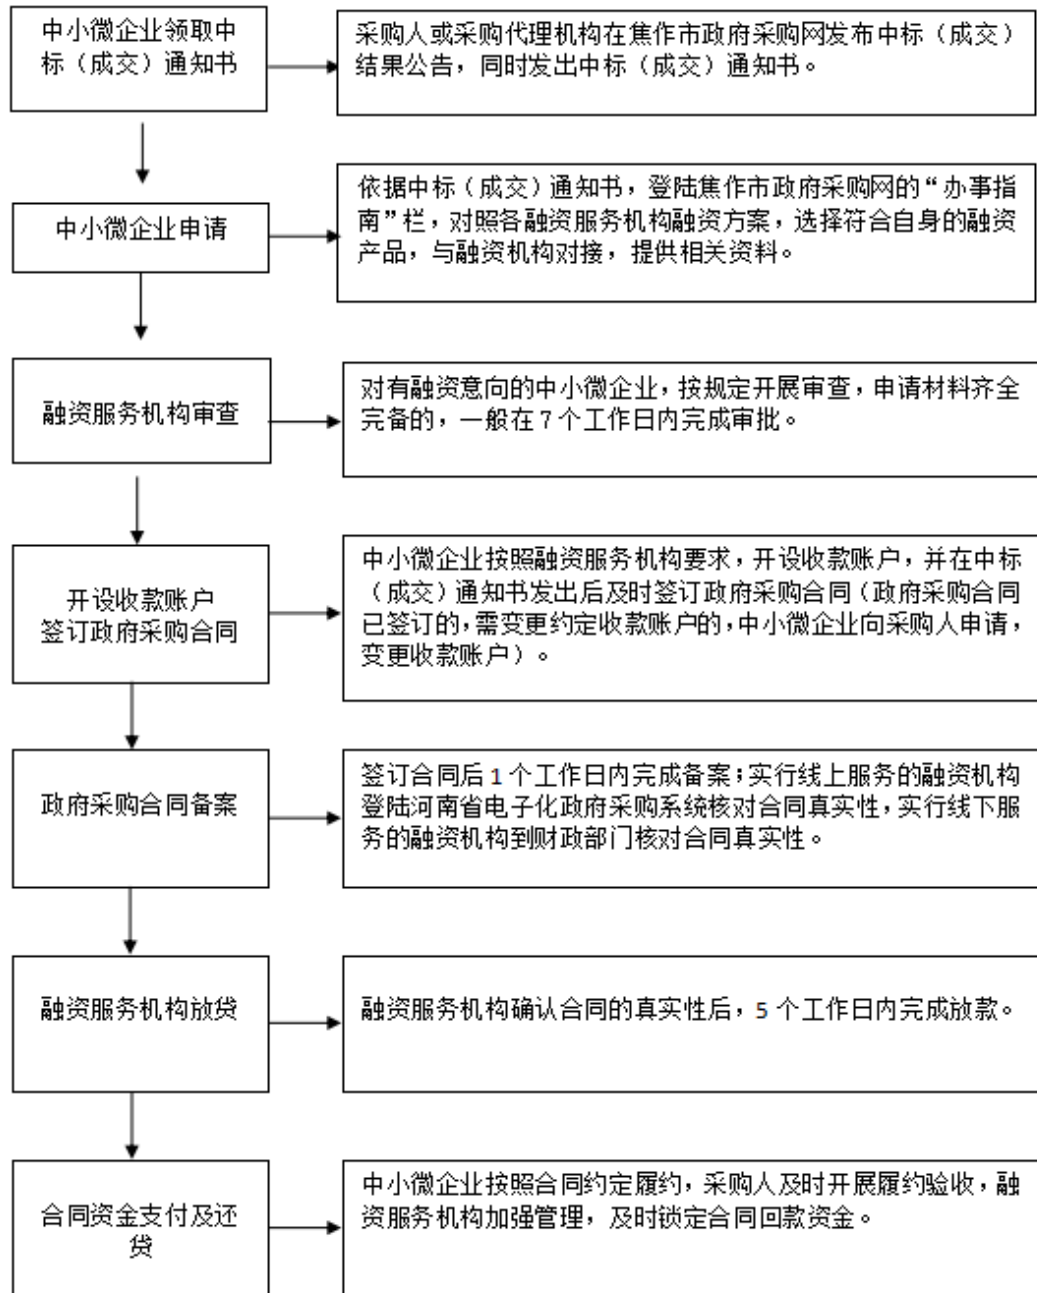 中小微企业领取中
标（成交）通知书
采购人或采购代理机构在焦作市政府采购网发布中标（成交）
结果公告，同时发出中标（成交）通知书。
中小微企业申请
依据中标（成交）通知书，登陆焦作市政府采购网的“办事指
南”栏，对照各融资服务机构融资方案，选择符合自身的融资
产品，与融资机构对接，提供相关资料。
融资服务机构审查
对有融资意向的中小微企业，按规定开展审查，申请材料齐全
完备的，一般在7个工作日内完成审批。
开设收款账户
签订政府采购合同
中小微企业按照融资服务机构要求，开设收款账户，并在中标
（成交）通知书发出后及时签订政府采购合同（政府采购合同
已签订的，需变更约定收款账户的，中小微企业向采购人申请，
变更收款账户）。
政府采购合同备案
签订合同后1个工作日内完成备案；实行线上服务的融资机构
登陆河南省电子化政府采购系统核对合同真实性，实行线下服
务的融资机构到财政部门核对合同真实性。
融资服务机构放贷
融资服务机构确认合同的真实性后，5个工作日内完成放款。
合同资金支付及还
贷
中小微企业按照合同约定履约，采购人及时开展履约验收，融
资服务机构加强管理，及时锁定合同回款资金。